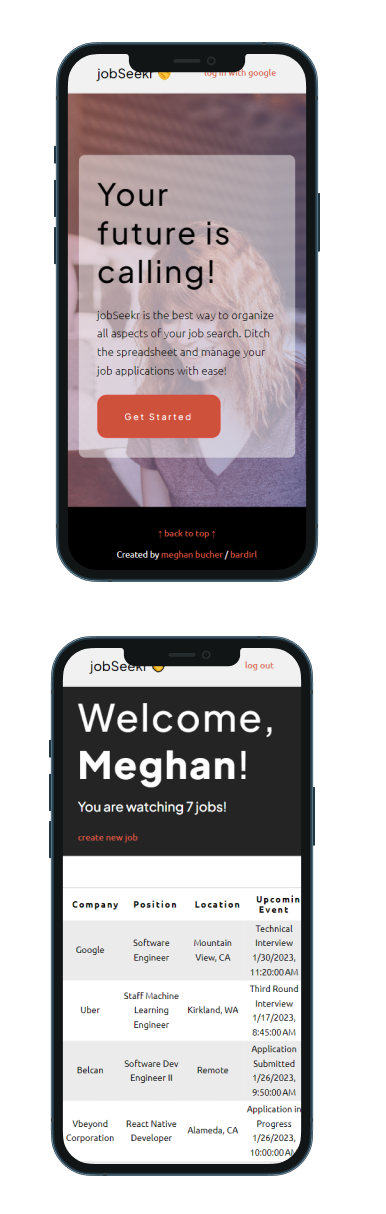 jobSeekr
log in with google
Your
future is
calling!
jobSeekr is the best way to organize
all aspects of your job search. Ditch
the spreadsheet and manage your
job applications with ease!
Get Started
↑ back to top ↑
Created by meghan bucher / bardirl
jobSeekr
log out
Welcome,
Meghan!
You are watching 7 jobs!
create new job
Company Position Location Upcomin
Event
Google
Software
Engineer
Mountain
View, CA
Technical
Interview
1/30/2023,
11:20:00 AM
Uber
Staff Machine
Learning
Engineer
Kirkland, WA
Third Round
Interview
1/17/2023,
8:45:00 AM
Belcan
Software Dev
Engineer II
Remote
Application
Submitted
1/26/2023,
9:50:00 AM
Vbeyond
Corporation
React Native
Developer
Alameda, CA
Application in
Progress
1/26/2023,
10:00:00 AM